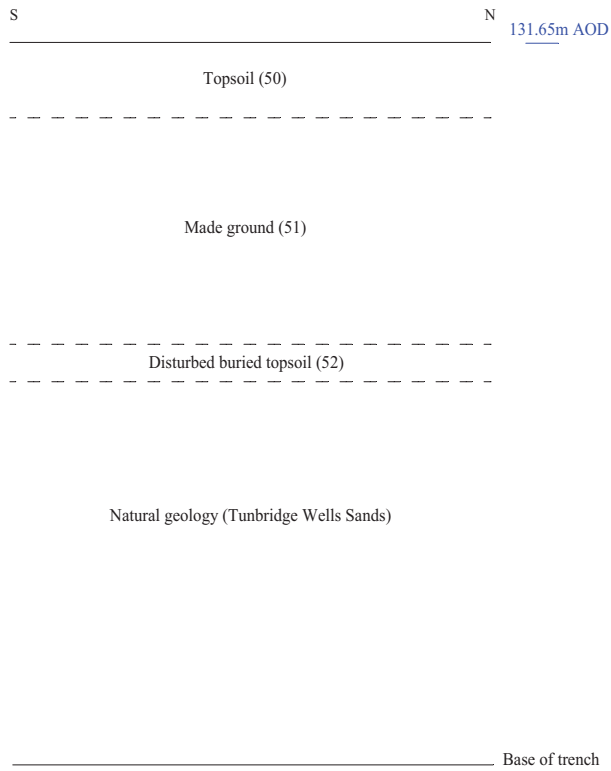 S
N
131.65m AOD
Topsoil (50)
Made ground (51)
Disturbed buried topsoil (52)
Natural geology (Tunbridge Wells Sands)
Base of trench